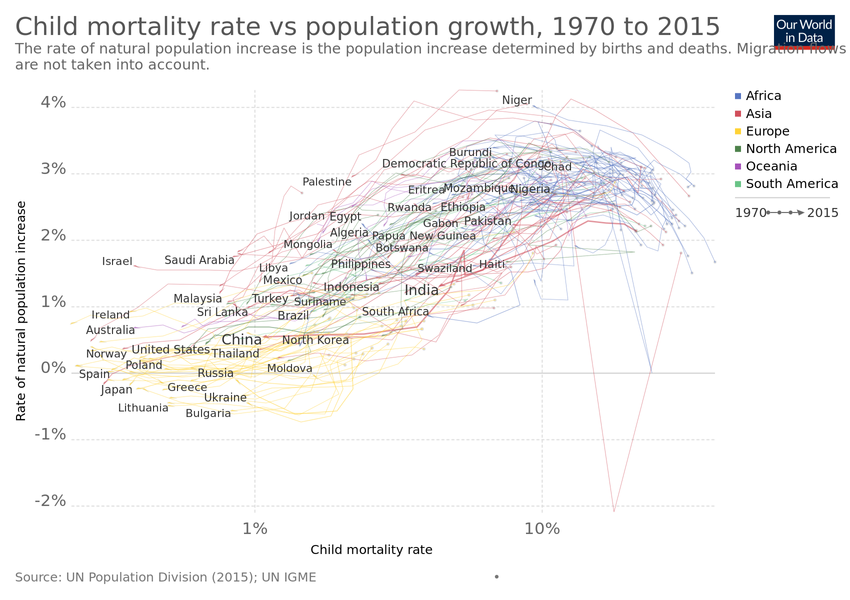 Child mortality rate vs population growth, 1970 to 2015
Our World
in Data
The rate of natural population increase is the population increase determined by births and deaths. Migration flows
are not taken into account.
4%
3%
2%
1%
0%
-1%
-2%
Rate of natural population increase
Niger
Burundi
Democratic Republic of Congo
Chad
Palestine
Eritrea
Mozambique
Nigeria
Rwanda
Ethiopia
Jordan
Egypt
Gabon
Pakistan
Algeria
Papua New Guinea
Mongolia
Botswana
Israel
Saudi Arabia
Philippines
Swaziland
Haiti
Libya
Mexico
Indonesia
India
Malaysia
Turkey
Suriname
Sri Lanka
Brazil
South Africa
Ireland
Australia
China
North Korea
Norway
United States
Thailand
Poland
Moldova
Spain
Russia
Japan
Greece
Ukraine
Lithuania
Bulgaria
1%
10%
Child mortality rate
Africa
Asia
Europe
North America
Oceania
South America
1970
2015
Source: UN Population Division (2015); UN IGME